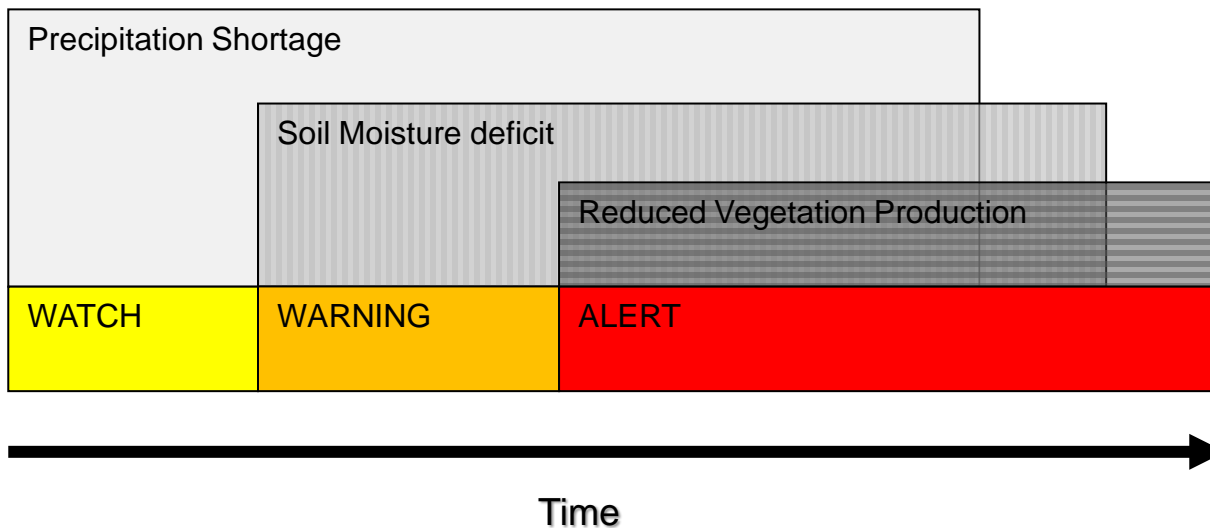 Precipitation Shortage
Soil Moisture deficit
Reduced Vegetation Production
WATCH
WARNING
ALERT
Time